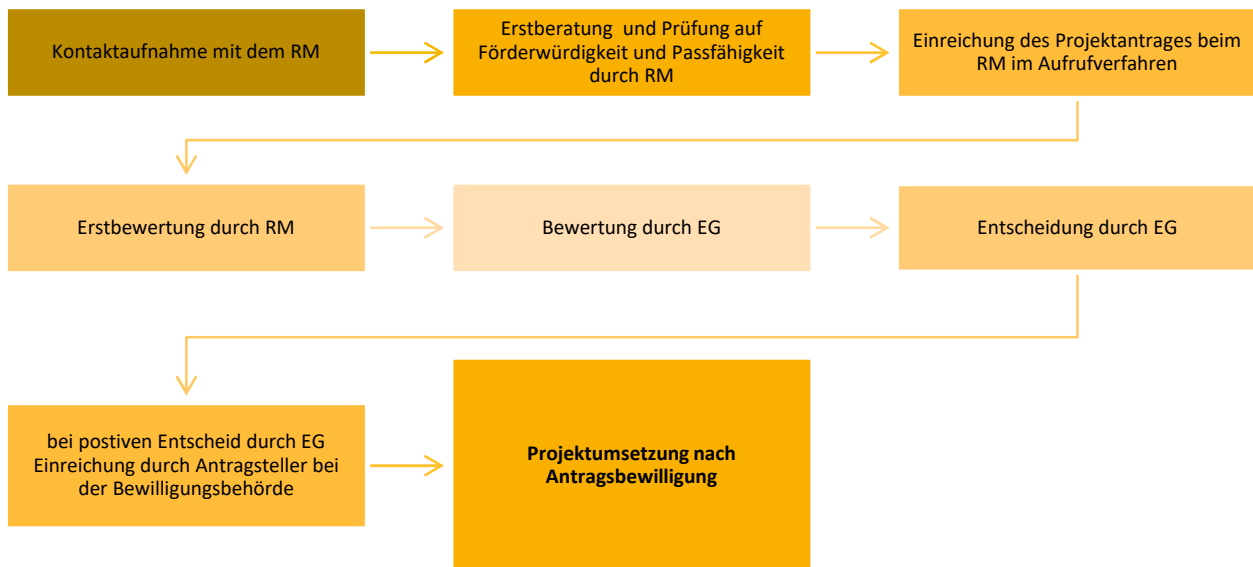 Kontaktaufnahme mit dem RM
Erstberatung und Prüfung auf
Förderwürdigkeit und Passfähigkeit
durch RM
Einreichung des Projektantrages beim
RM im Aufrufverfahren
Erstbewertung durch RM
Bewertung durch EG
Entscheidung durch EG
bei postiven Entscheid durch EG
Einreichung durch Antragsteller bei
der Bewilligungsbehörde
Projektumsetzung nach
Antragsbewilligung